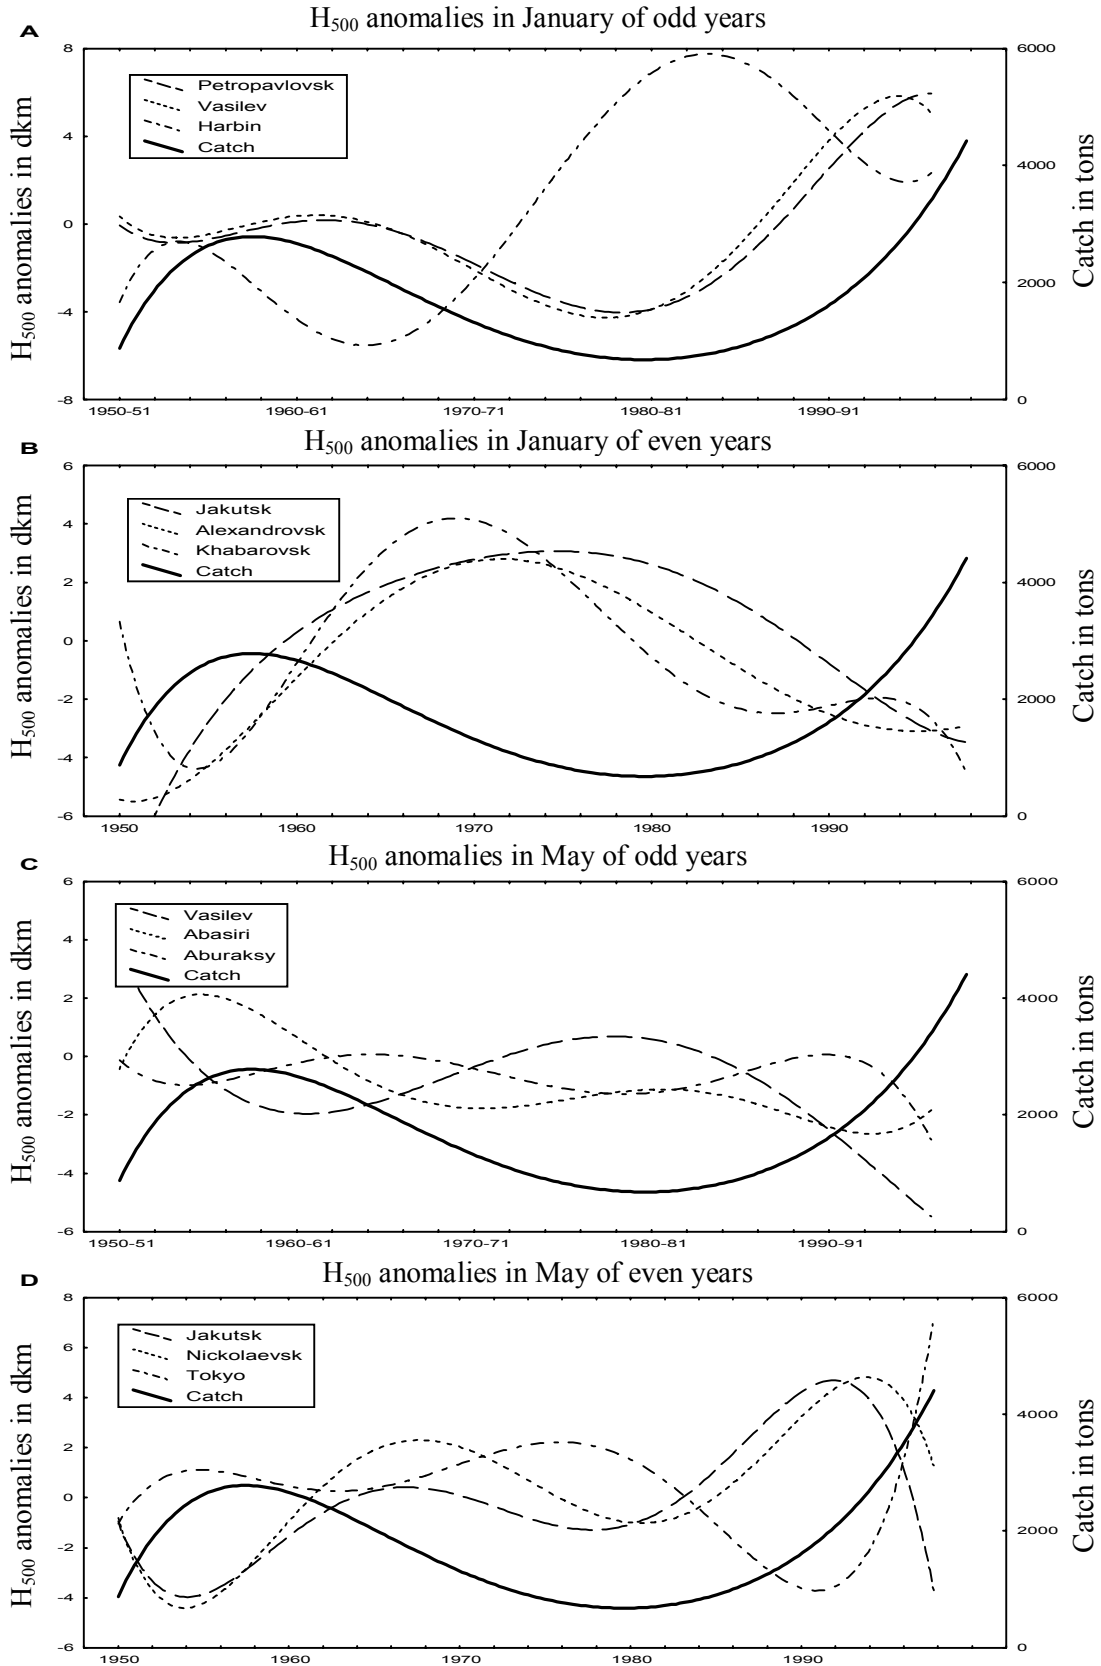 A
H500 anomalies in January of odd years
H500 anomalies in dkm
Catch in tons
8
4
0
-4
-8
6000
4000
2000
0
Petropavlovsk
Vasilev
Harbin
Catch
1950-51 1960-61 1970-71 1980-81 1990-91
B
H500 anomalies in January of even years
H500 anomalies in dkm
Catch in tons
6
4
2
0
-2
-4
-6
6000
4000
2000
0
Jakutsk
Alexandrovsk
Khabarovsk
Catch
1950 1960 1970 1980 1990
C
H500 anomalies in May of odd years
H500 anomalies in dkm
Catch in tons
6
4
2
0
-2
-4
-6
6000
4000
2000
0
Vasilev
Abasiri
Aburaksy
Catch
1950-51 1960-61 1970-71 1980-81 1990-91
D
H500 anomalies in May of even years
H500 anomalies in dkm
Catch in tons
8
6
4
2
0
-2
-4
-6
6000
4000
2000
0
Jakutsk
Nickolaevsk
Tokyo
Catch
1950 1960 1970 1980 1990